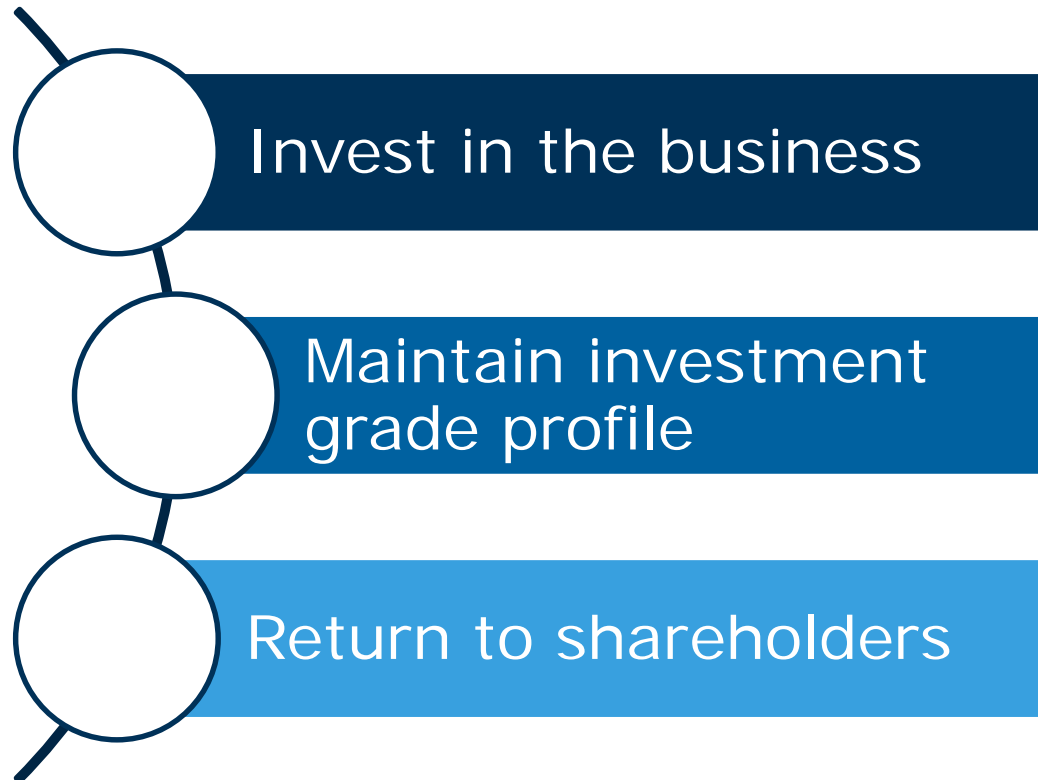 Invest in the business
Maintain investment
grade profile
Return to shareholders